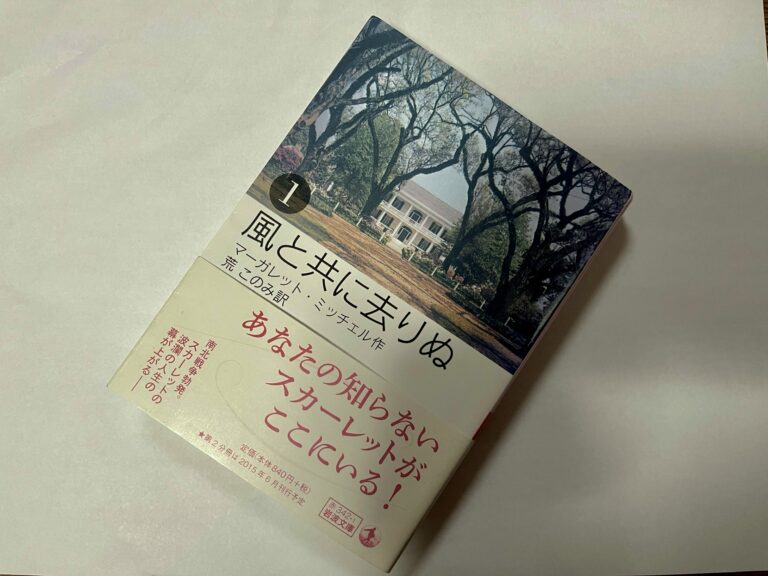 1
風と共に去りぬ
マーガレット・ミッチェル作
荒 このみ訳
あなたの知らない
スカーレットが
ここにいる!
南北戦争勃発。
スカーレットの
波瀾の人生の
幕が上がる―
定価(本体840円+税)
★第2分冊は2015年6月刊行予定
赤342-1
岩波文庫